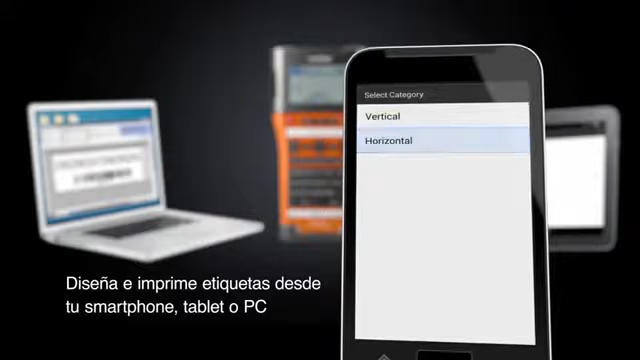 Select Category
Vertical
Horizontal
Diseña e imprime etiquetas desde
tu smartphone, tablet o PC